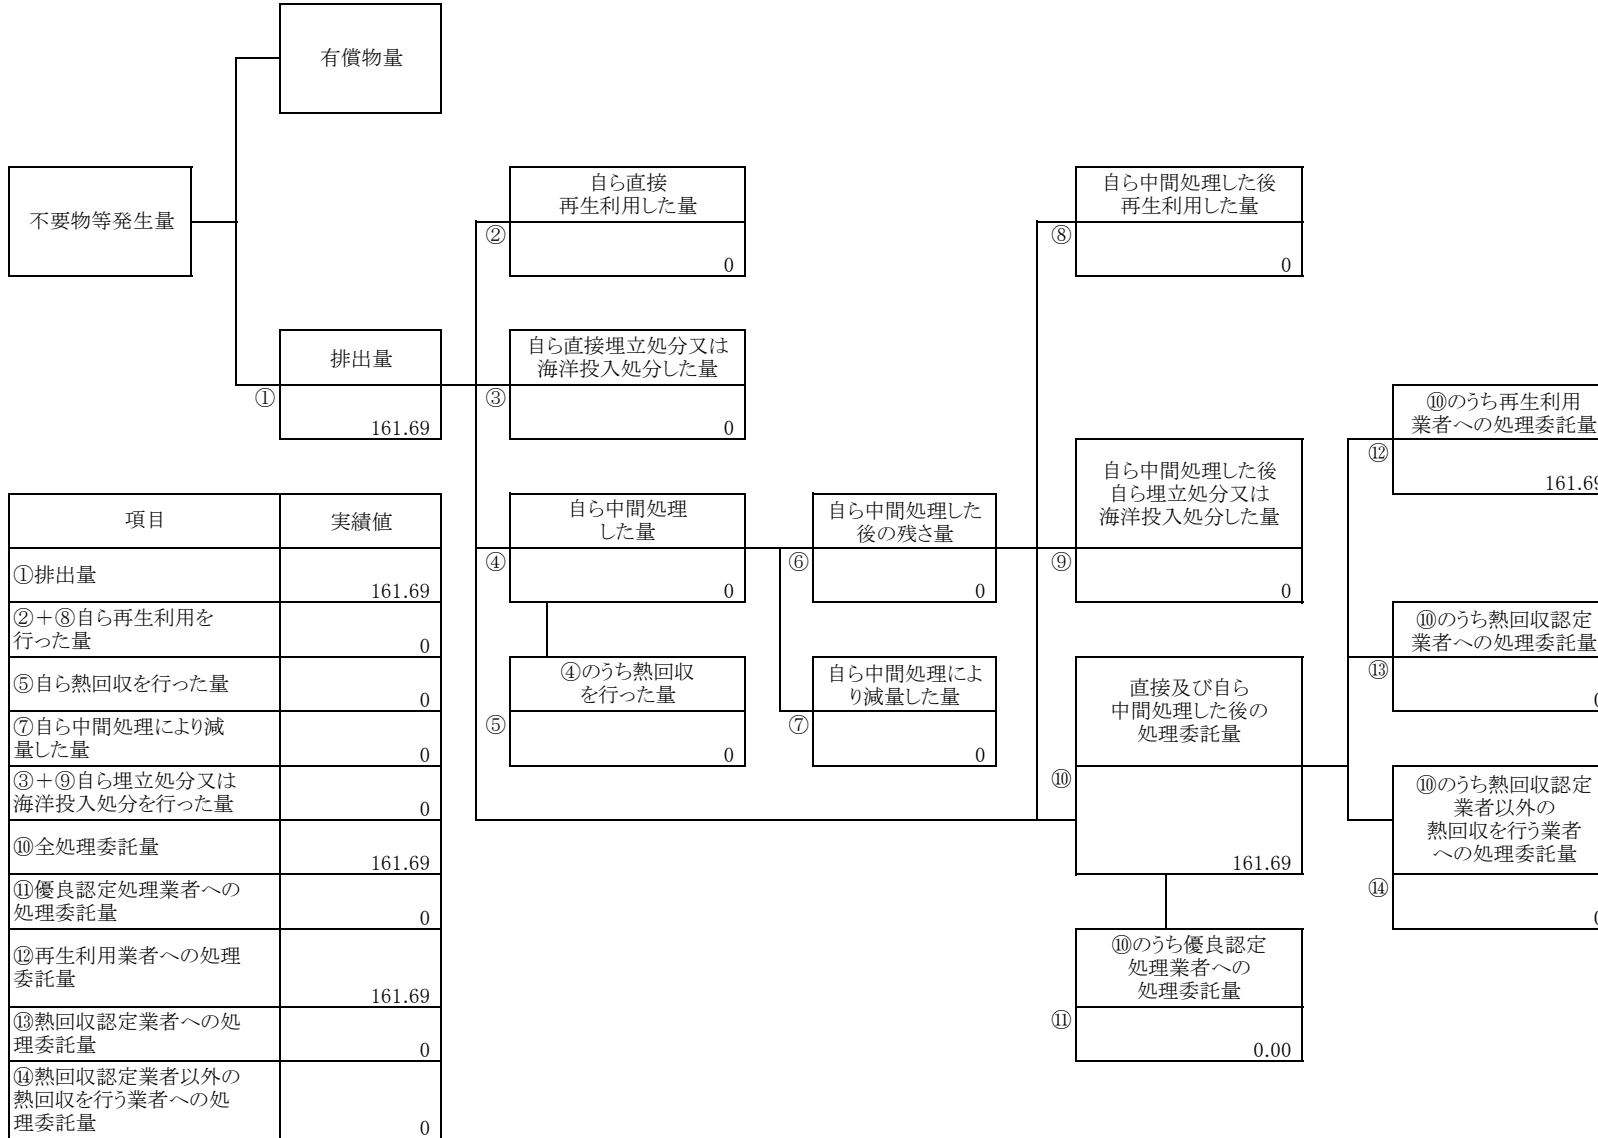 有償物量
不要物等発生量
排出量
①
161.69
自ら直接
再生利用した量
②
0
自ら直接埋立処分又は
海洋投入処分した量
③
0
自ら中間処理
した量
④
0
④のうち熱回収
を行った量
⑤
0
自ら中間処理した
後の残さ量
⑥
0
自ら中間処理によ
り減量した量
⑦
0
自ら中間処理した後
再生利用した量
⑧
0
自ら中間処理した後
自ら埋立処分又は
海洋投入処分した量
⑨
0
直接及び自ら
中間処理した後の
処理委託量
⑩
161.69
⑩のうち優良認定
処理業者への
処理委託量
⑪
0.00
⑩のうち再生利用
業者への処理委託量
⑫
161.69
⑩のうち熱回収認定
業者への処理委託量
⑬
0
⑩のうち熱回収認定
業者以外の
熱回収を行う業者
への処理委託量
⑭
0
項目 実績値
①排出量
161.69
②＋⑧自ら再生利用を
行った量
0
⑤自ら熱回収を行った量
0
⑦自ら中間処理により減
量した量
0
③＋⑨自ら埋立処分又は
海洋投入処分を行った量
0
⑩全処理委託量
161.69
⑪優良認定処理業者への
処理委託量
0
⑫再生利用業者への処理
委託量
161.69
⑬熱回収認定業者への処
理委託量
0
⑭熱回収認定業者以外の
熱回収を行う業者への処
理委託量
0